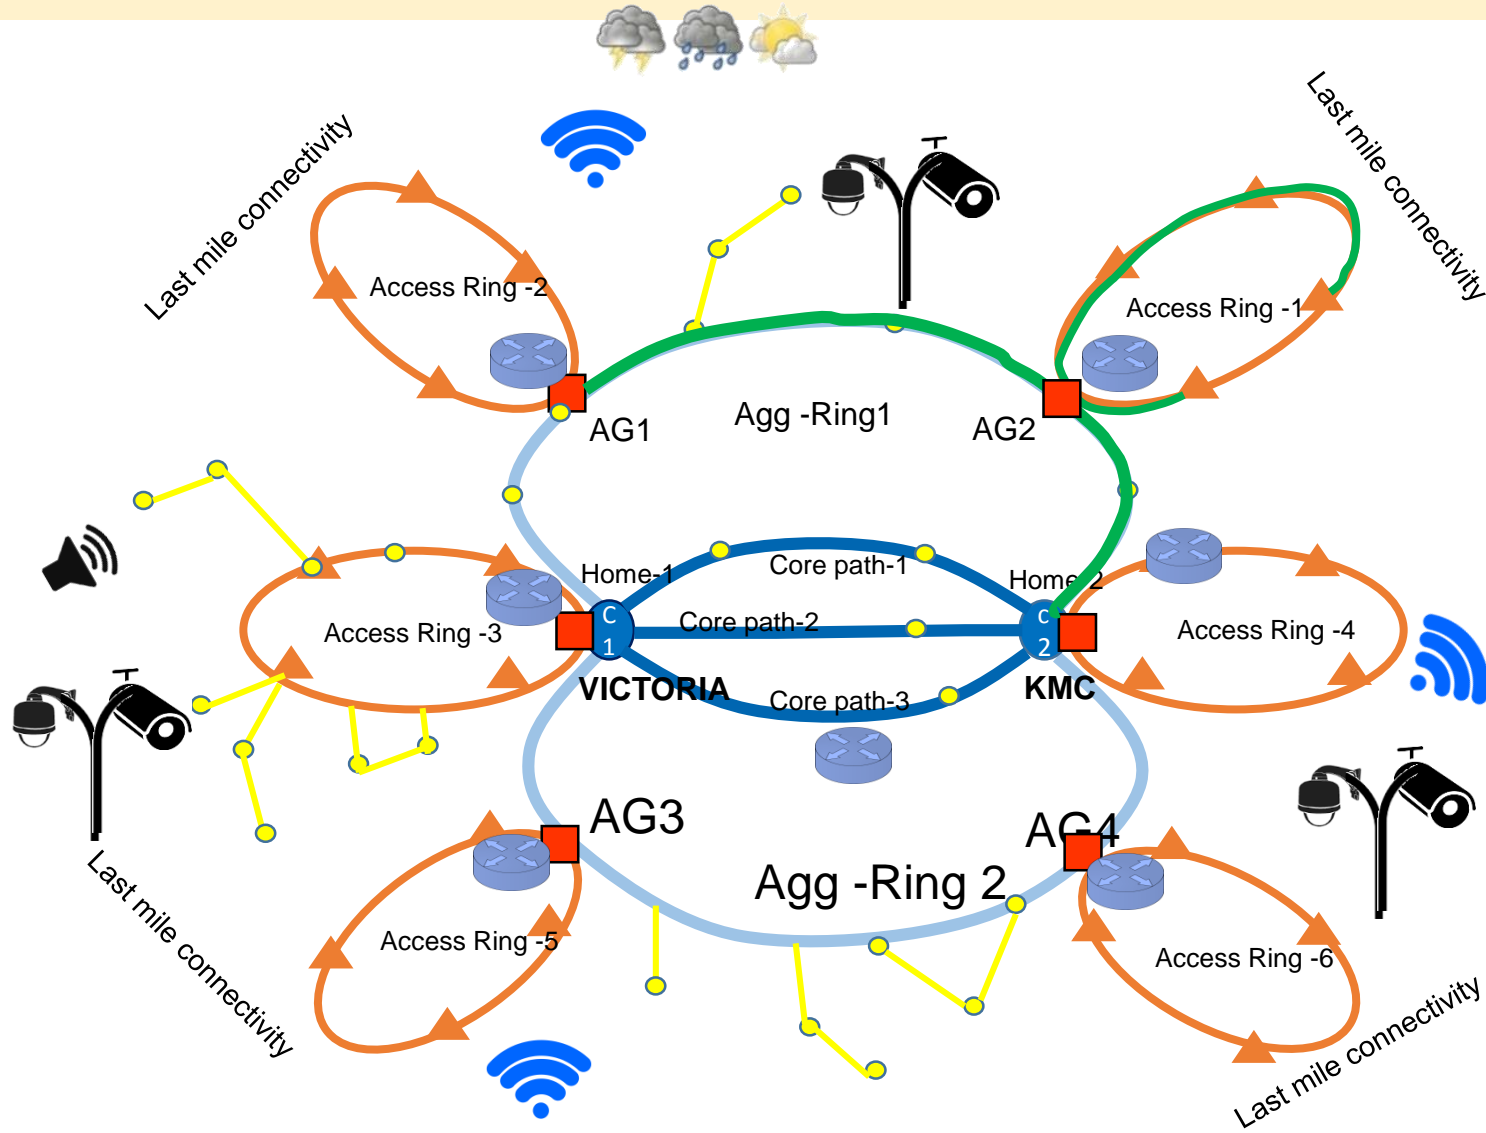 Last mile connectivity
Last mile connectivity
Access Ring -2
Access Ring -1
AG1
Agg -Ring1
AG2
Home-1
Core path-1
Home-2
C
1
Core path-2
c
2
Access Ring -3
Access Ring -4
VICTORIA
Core path-3
KMC
AG3
AG4
Agg -Ring 2
Last mile connectivity
Access Ring -5
Access Ring -6
Last mile connectivity